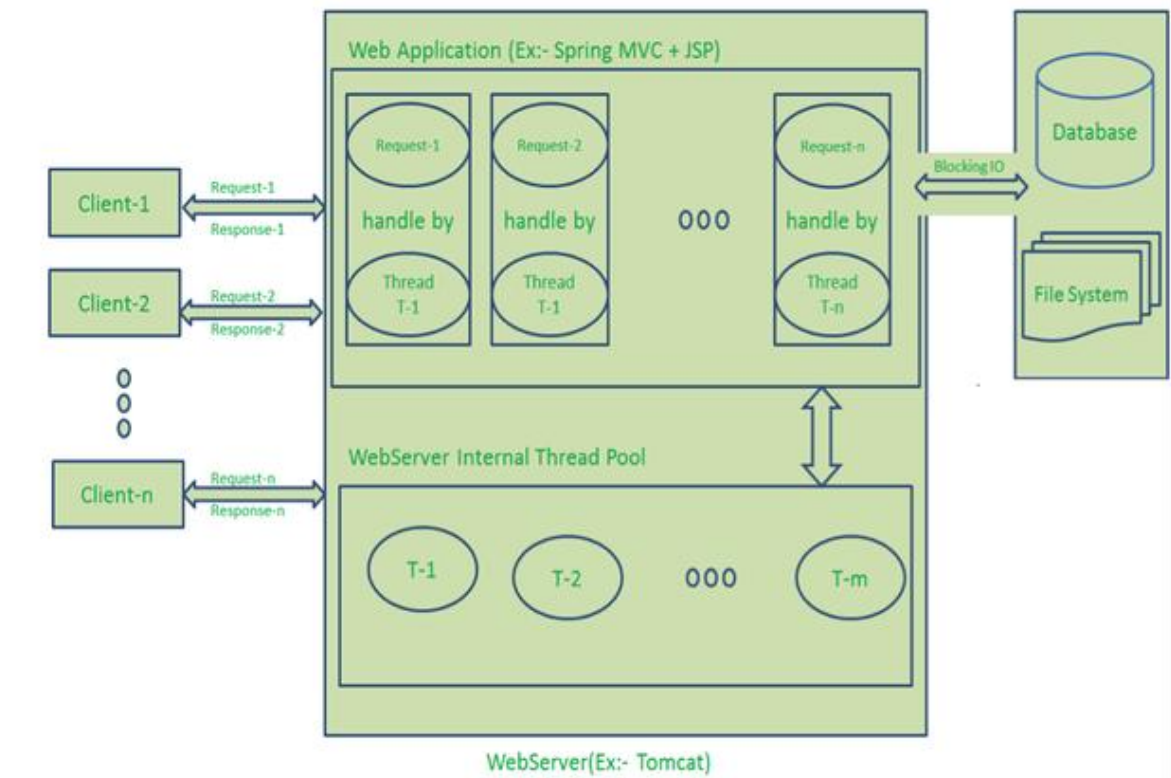 Web Application (Ex:- Spring MVC + JSP)
Request-1
handle by
Thread
T-1
Request-2
handle by
Thread
T-1
Request-n
handle by
Thread
T-n
Client-1
Request-1
Response-1
Client-2
Request-2
Response-2
Client-n
Request-n
Response-n
Blocking IO
Database
File System
WebServer Internal Thread Pool
T-1
T-2
T-m
WebServer(Ex:- Tomcat)